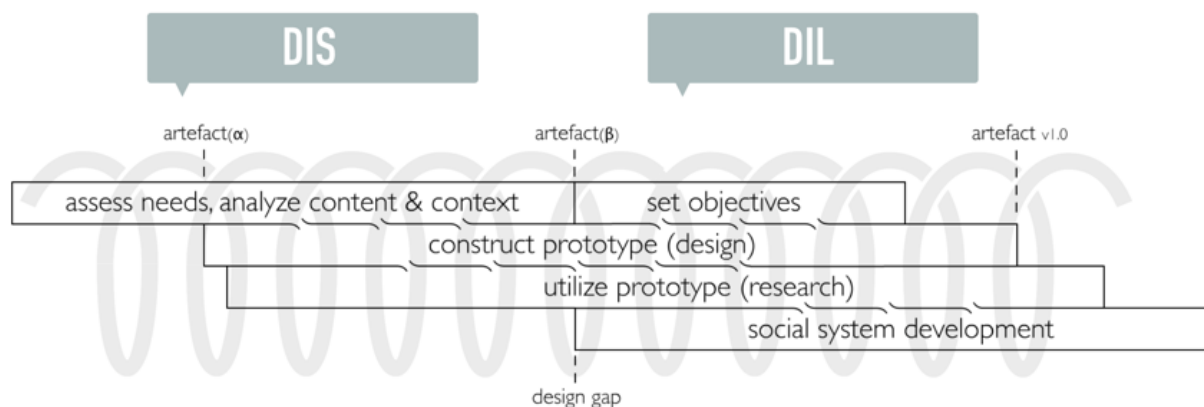 DIS DIL
artefact(α) artefact(β) artefact v1.0
assess needs, analyze content & context set objectives
construct prototype (design)
utilize prototype (research)
social system development
design gap